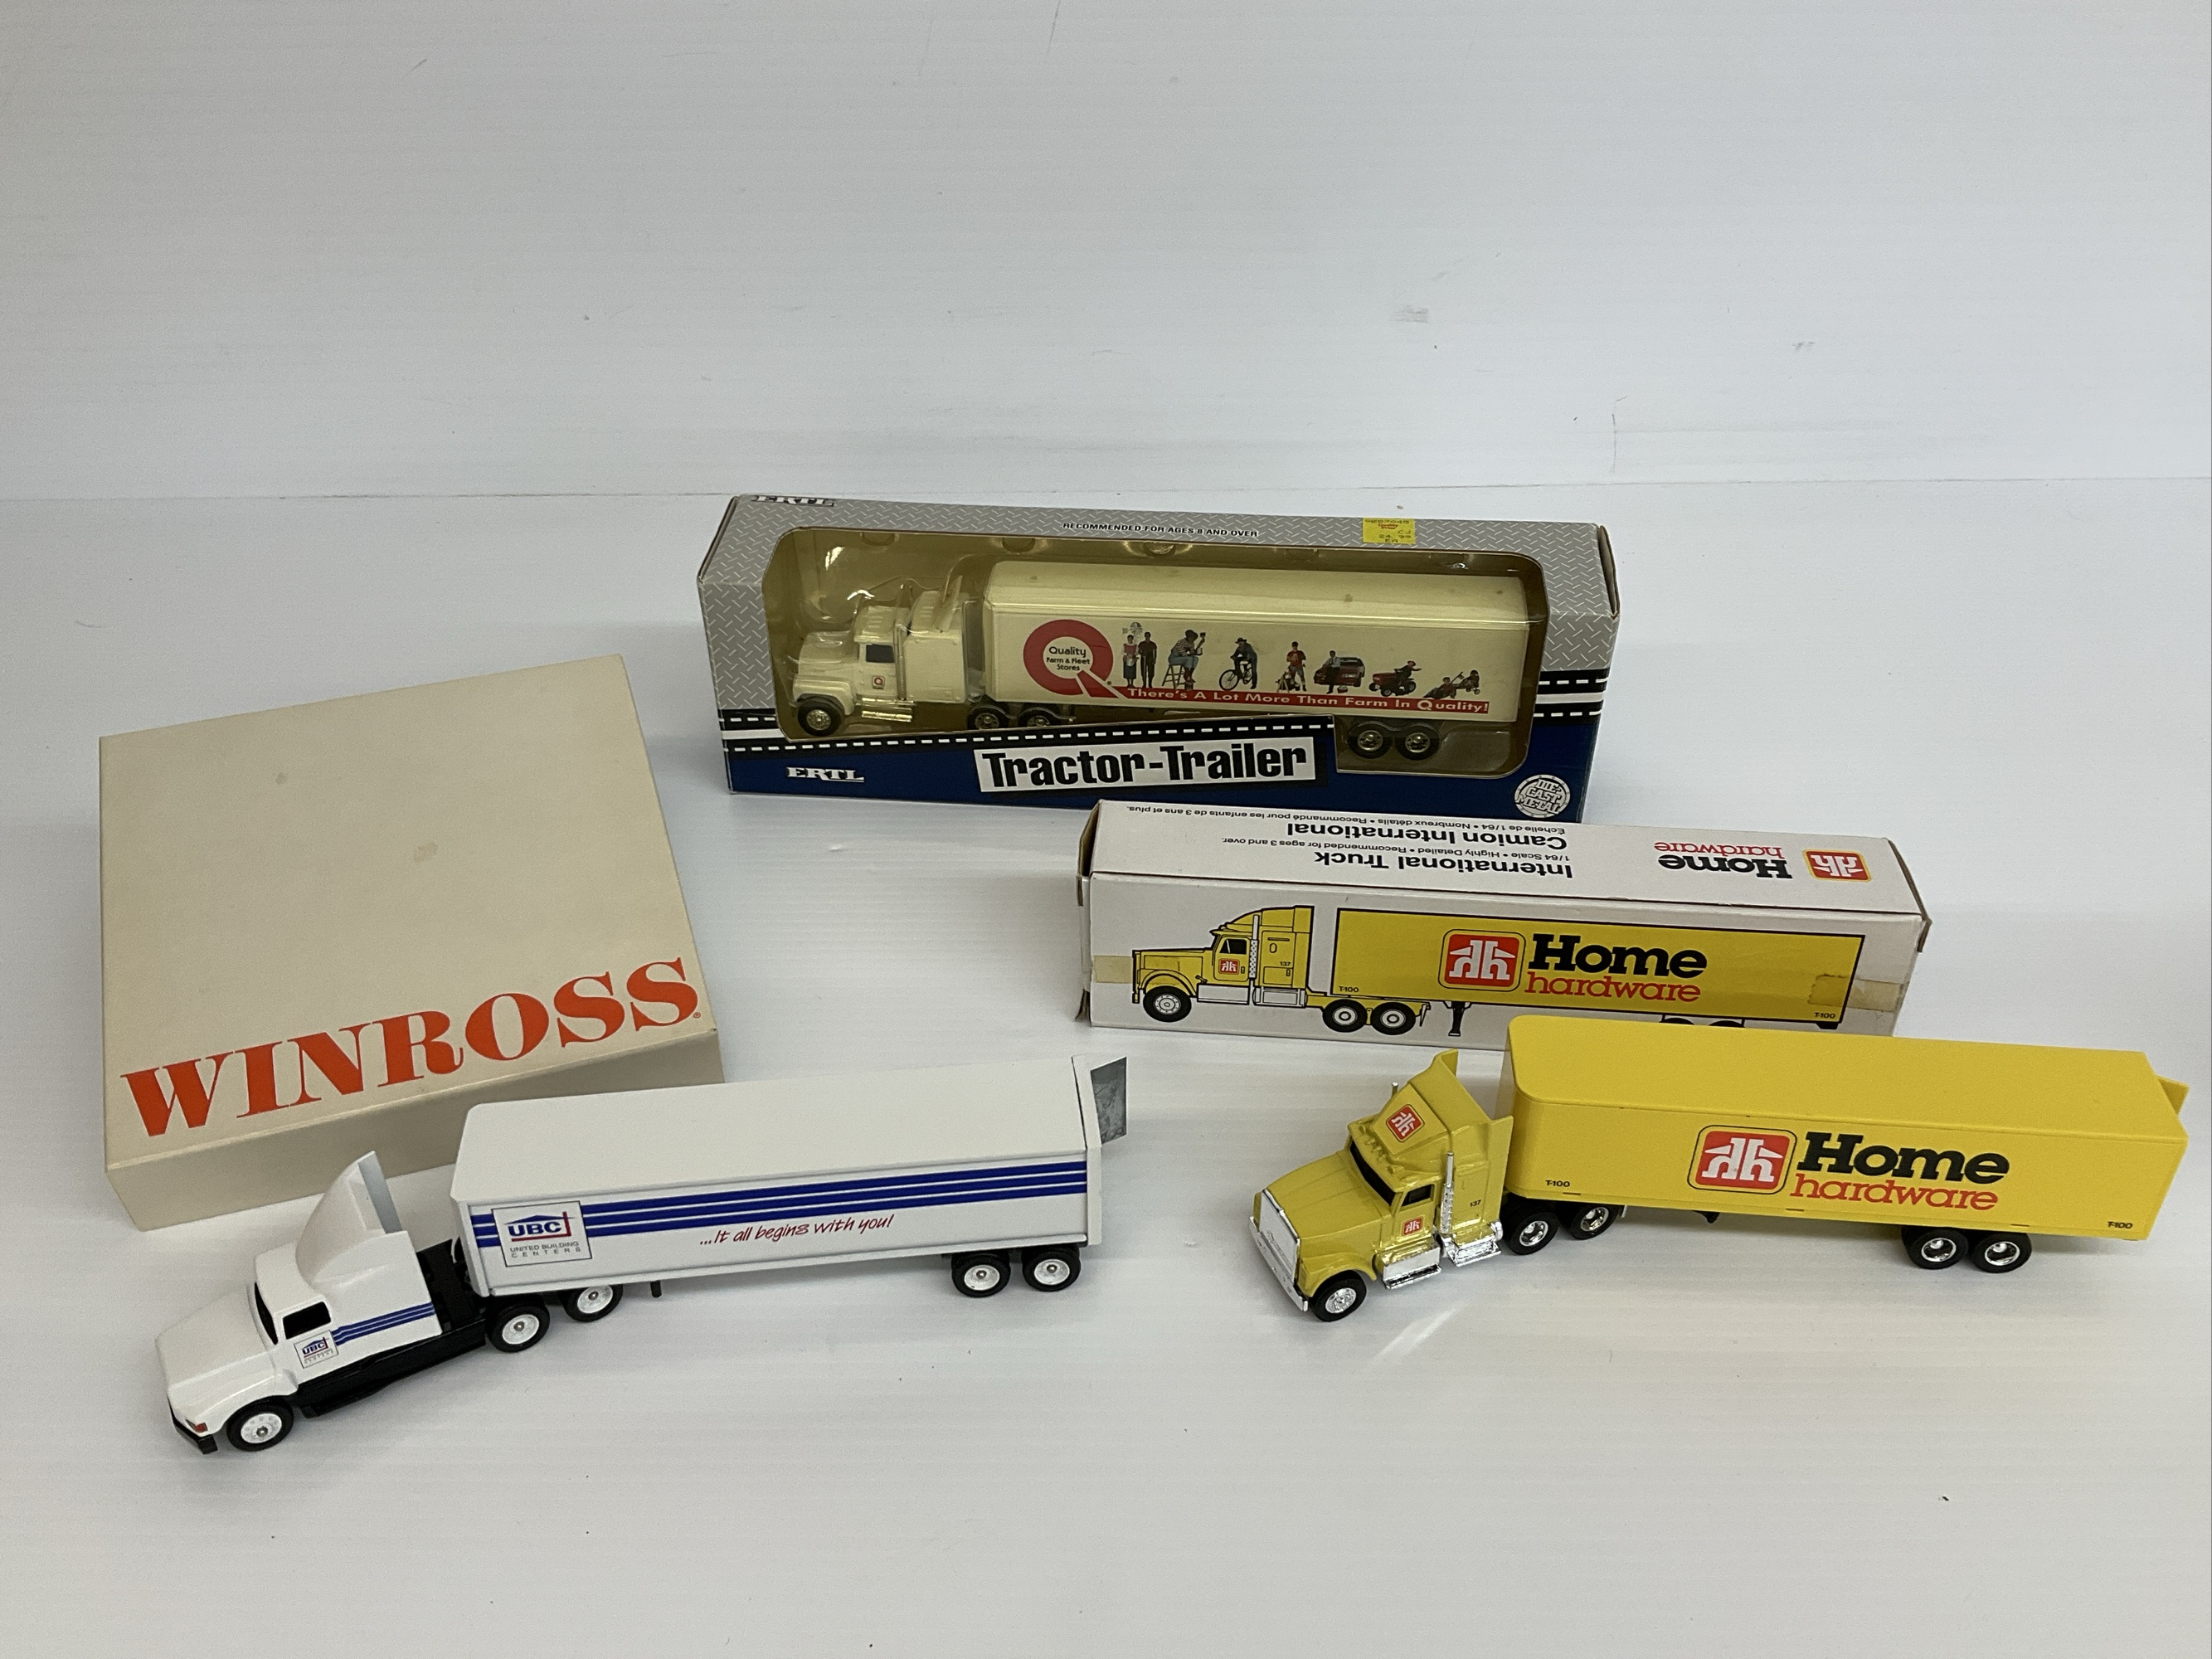 ERTL
RECOMMENDED FOR AGES 8 AND OVER
Quality
Farm & Fleet
Stores
Q
There's A Lot More Than Farm In Quality!
ERTL
Tractor-Trailer
DIE
CAST
METAL
WINROSS®
International Truck
1/64 Scale • Highly Detailed • Recommended for ages 3 and over.
Camion International
Échelle de 1/64 • Nombreux détails • Recommandé pour les enfants de 3 ans et plus.
Home
hardware
137
T-100
Home
hardware
T-100
UBC
UNITED BUILDING
CENTERS
...It all begins with you!
UBC
137
T-100
Home
hardware
T-100